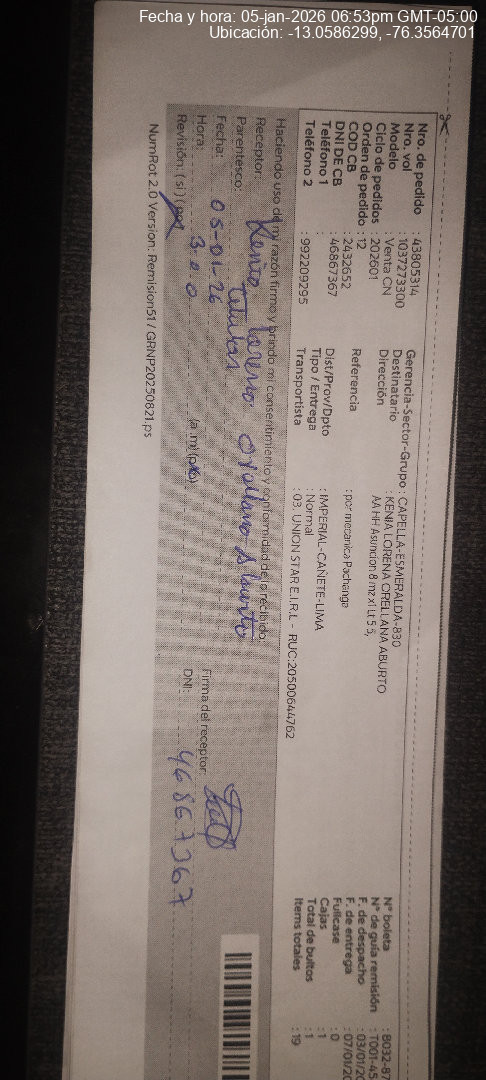 Fecha y hora: 05-jan-2026 06:53pm GMT-05:00
Ubicación: -13.0586299, -76.3564701
Nro. de pedido : 43805314
Nro. vol : 1037273300
Modelo : Venta CN
Ciclo de pedidos : 202601
Orden de pedido : 12
COD CB : 2432652
DNI DE CB : 46867367
Teléfono 1 :
Teléfono 2 : 992209295
Gerencia-Sector-Grupo : CAPELLA-ESMERALDA-830
Destinatario : KENIA LORENA ORELLANA ABURTO
Dirección AA HH Asuncion 8 mz xl Lt 5 5,
Referencia : por mecanica Pachanga
Dist/Prov/Dpto : IMPERIAL-CAÑETE-LIMA
Tipo / Entrega : Normal
Transportista : 03. UNION STAR E.I.R.L - RUC:20500644762
N° boleta : B032-87
N° de guía remisión : T001-45
F. de despacho : 03/01/20
F. de entrega : 07/01/20
Fullcase : 0
Cajas : 1
Total de bultos : 1
Items totales : 19
Haciendo uso de mi razón firmo y brindo mi consentimiento y conformidad de lo recibido:
Receptor: Kenia Lorena Orellana Aburto
Parentesco: Titular
Fecha: 05-01-26
Hora: 3.00 (a.m) (p.m)
Revisión: (si) (no)
Firma del receptor:
DNI: 46867367
NumRot 2.0 Version: Remision51 / GRNP20250821.ps